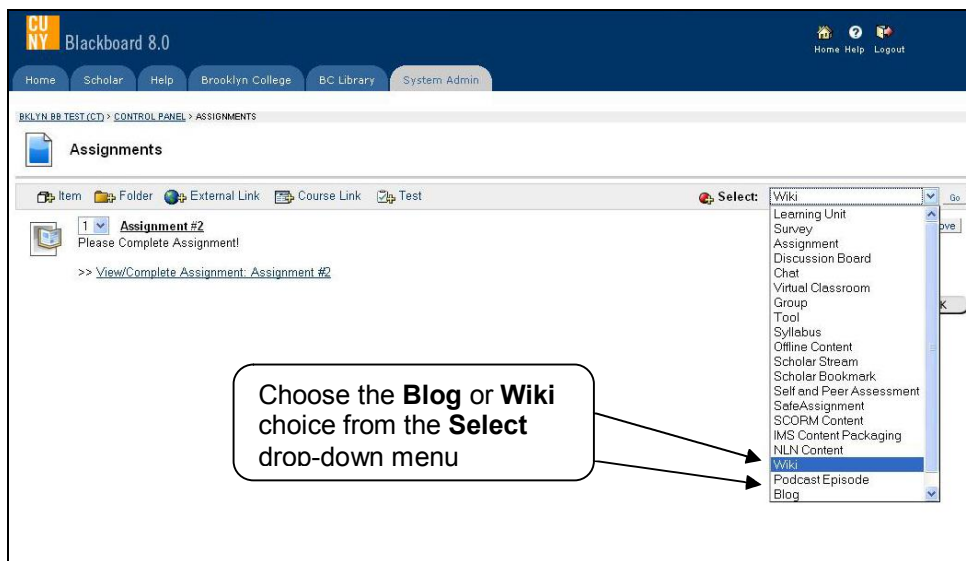 CU
NY Blackboard 8.0
Home Help Logout
Home Scholar Help Brooklyn College BC Library System Admin
BKLYN BB TEST (CT) > CONTROL PANEL > ASSIGNMENTS
Assignments
Item Folder External Link Course Link Test Select: Wiki Go
1 Assignment #2
Please Complete Assignment!
>> View/Complete Assignment: Assignment #2
Learning Unit
Survey
Assignment
Discussion Board
Chat
Virtual Classroom
Group
Tool
Syllabus
Offline Content
Scholar Stream
Scholar Bookmark
Self and Peer Assessment
SafeAssignment
SCORM Content
IMS Content Packaging
NLN Content
Wiki
Podcast Episode
Blog
ove
K
Choose the Blog or Wiki
choice from the Select
drop-down menu